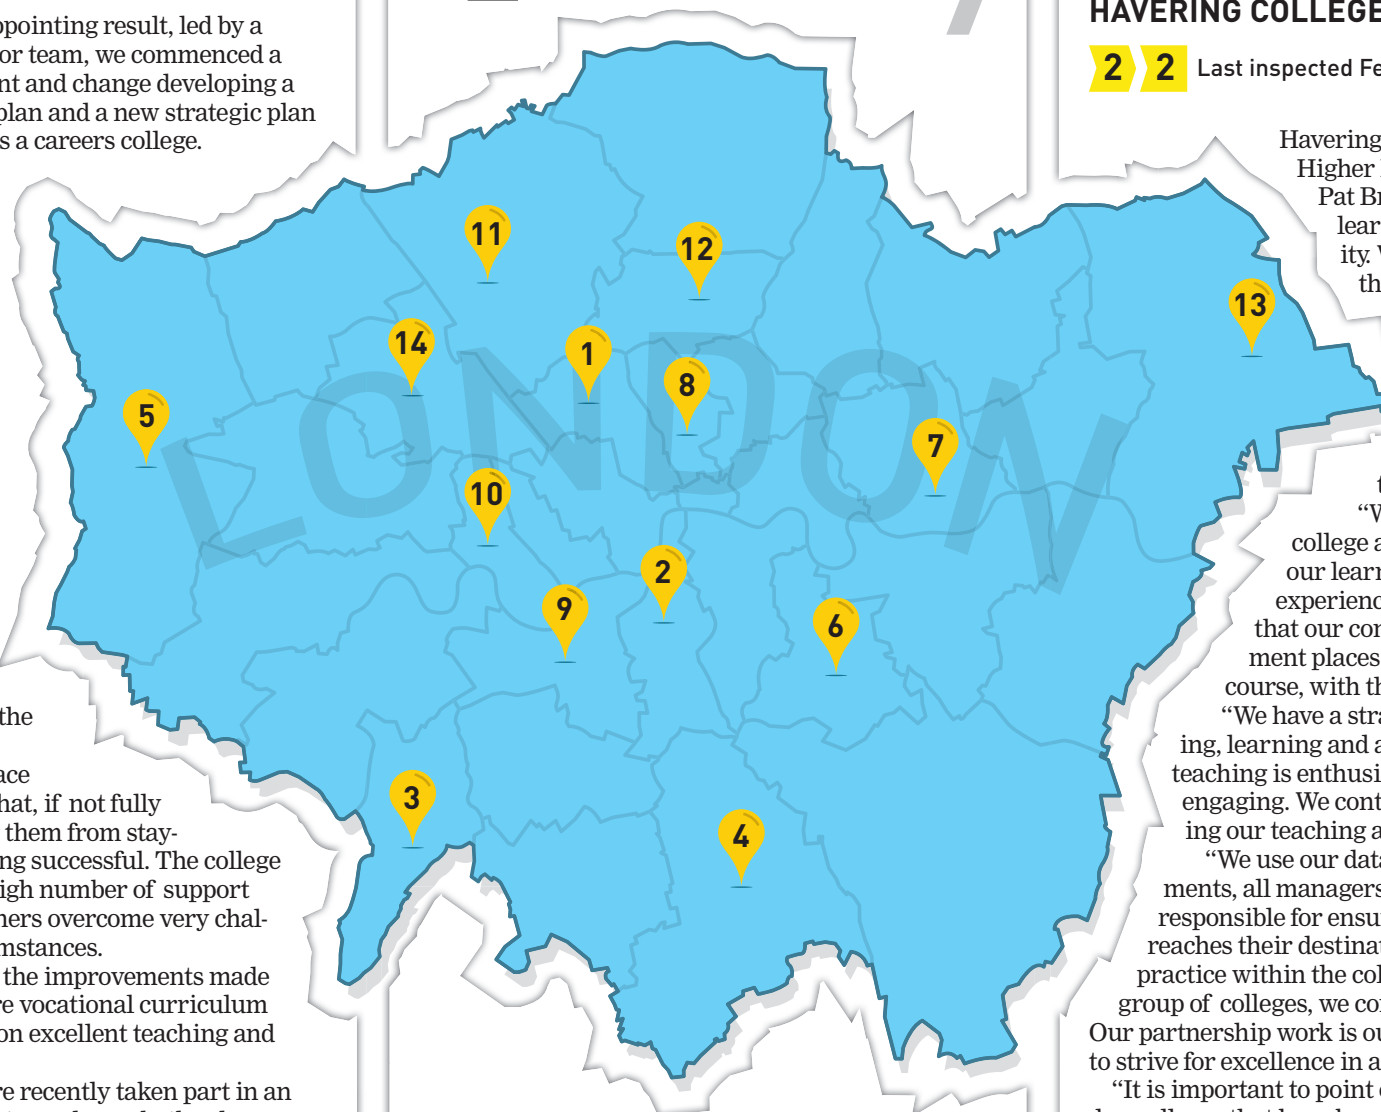 ppointing result, led by a
or team, we commenced a
nt and change developing a
plan and a new strategic plan
s a careers college.
the
ace
hat, if not fully
them from stay-
ng successful. The college
igh number of support
ners overcome very chal-
mstances.
the improvements made
re vocational curriculum
on excellent teaching and
re recently taken part in an
LONDON
11
12
13
14
1
8
5
7
10
2
9
6
3
4
HAVERING COLLEGE
2 2 Last inspected Fe
Havering
Higher
Pat Br
lear
ity. W
th
t
“W
college a
our learn
experienc
that our con
ment places
course, with th
“We have a stra
ing, learning and a
teaching is enthusi
engaging. We cont
ing our teaching a
“We use our data
ments, all managers
responsible for ensu
reaches their destinat
practice within the col
group of colleges, we con
Our partnership work is ou
to strive for excellence in a
“It is important to point o